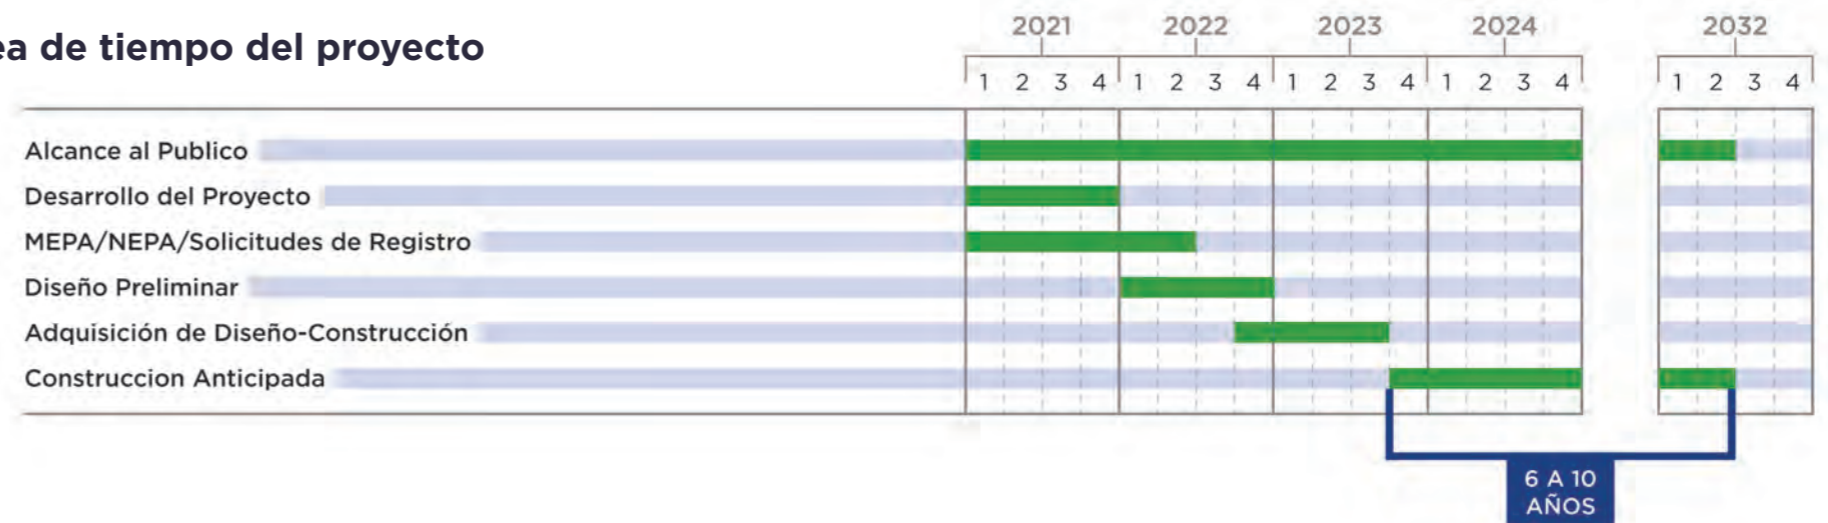 2021 2022 2023 2024 2032
ea de tiempo del proyecto
1 2 3 4 1 2 3 4 1 2 3 4 1 2 3 4 1 2 3 4
Alcance al Publico
Desarrollo del Proyecto
MEPA/NEPA/Solicitudes de Registro
Diseño Preliminar
Adquisición de Diseño-Construcción
Construccion Anticipada
6 A 10
AÑOS